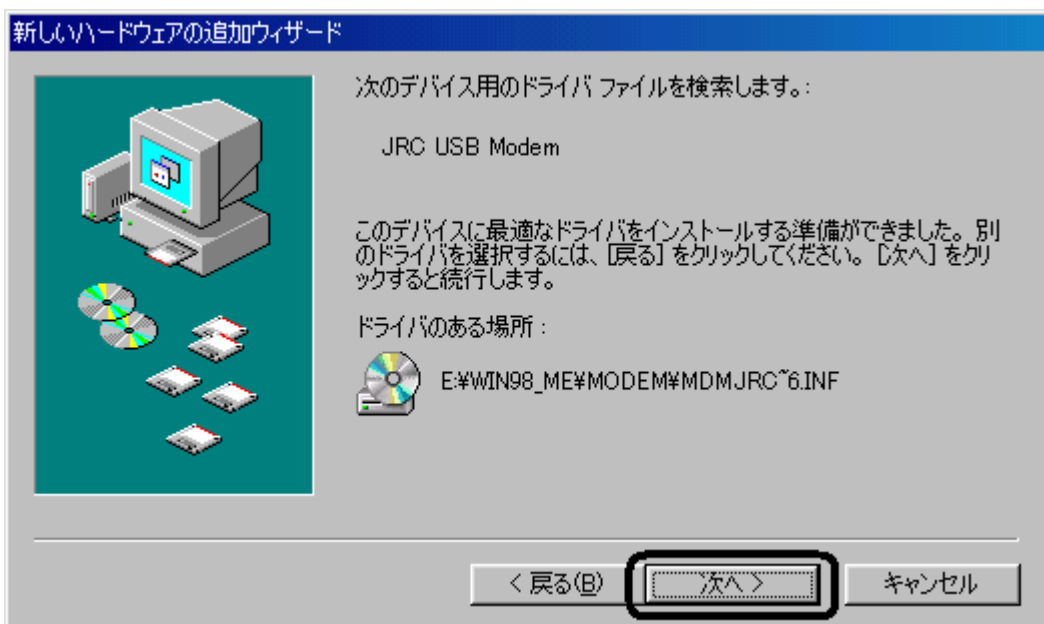 新しいハードウェアの追加ウィザード
次のデバイス用のドライバ ファイルを検索します。:
JRC USB Modem
このデバイスに最適なドライバをインストールする準備ができました。別
のドライバを選択するには、[戻る] をクリックしてください。[次へ] をクリ
ックすると続行します。
ドライバのある場所 :
E:¥WIN98_ME¥MODEM¥MDMJRC~6.INF
< 戻る(B)
次へ >
キャンセル